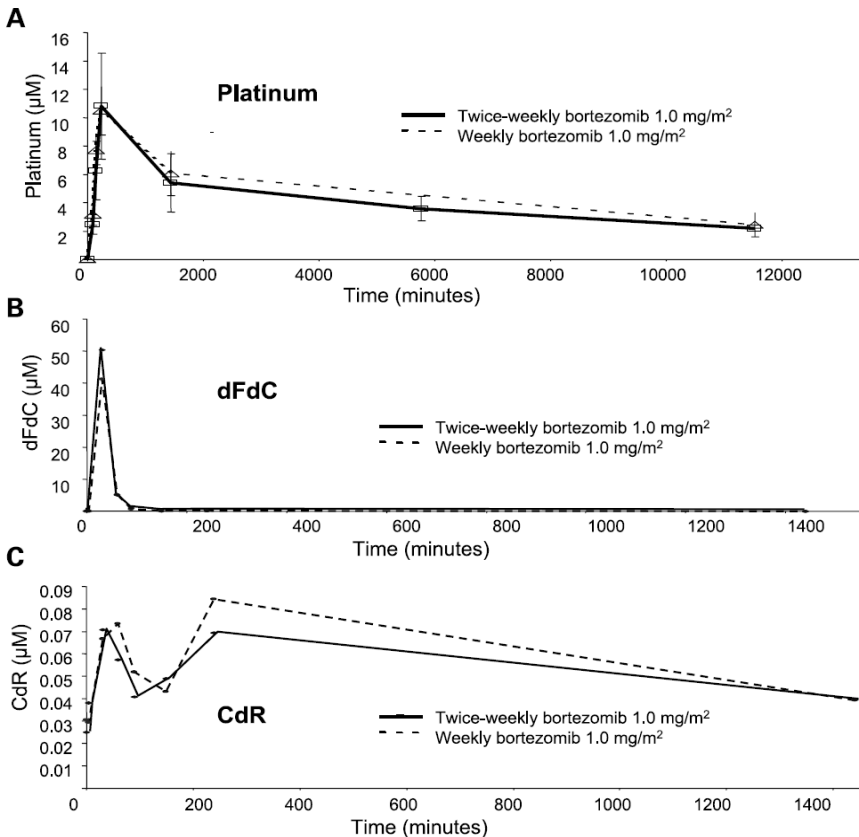 A
16
14
12
10
8
6
4
2
0
Platinum (µM)
Platinum
Twice-weekly bortezomib 1.0 mg/m²
Weekly bortezomib 1.0 mg/m²
0 2000 4000 6000 8000 10000 12000
Time (minutes)
B
60
50
40
30
20
10
dFdC (µM)
dFdC
Twice-weekly bortezomib 1.0 mg/m²
Weekly bortezomib 1.0 mg/m²
0 200 400 600 800 1000 1200 1400
Time (minutes)
C
0.09
0.07
0.06
0.05
0.04
0.03
0.02
0.01
CdR (µM)
CdR
Twice-weekly bortezomib 1.0 mg/m²
Weekly bortezomib 1.0 mg/m²
0 200 400 600 800 1000 1200 1400
Time (minutes)